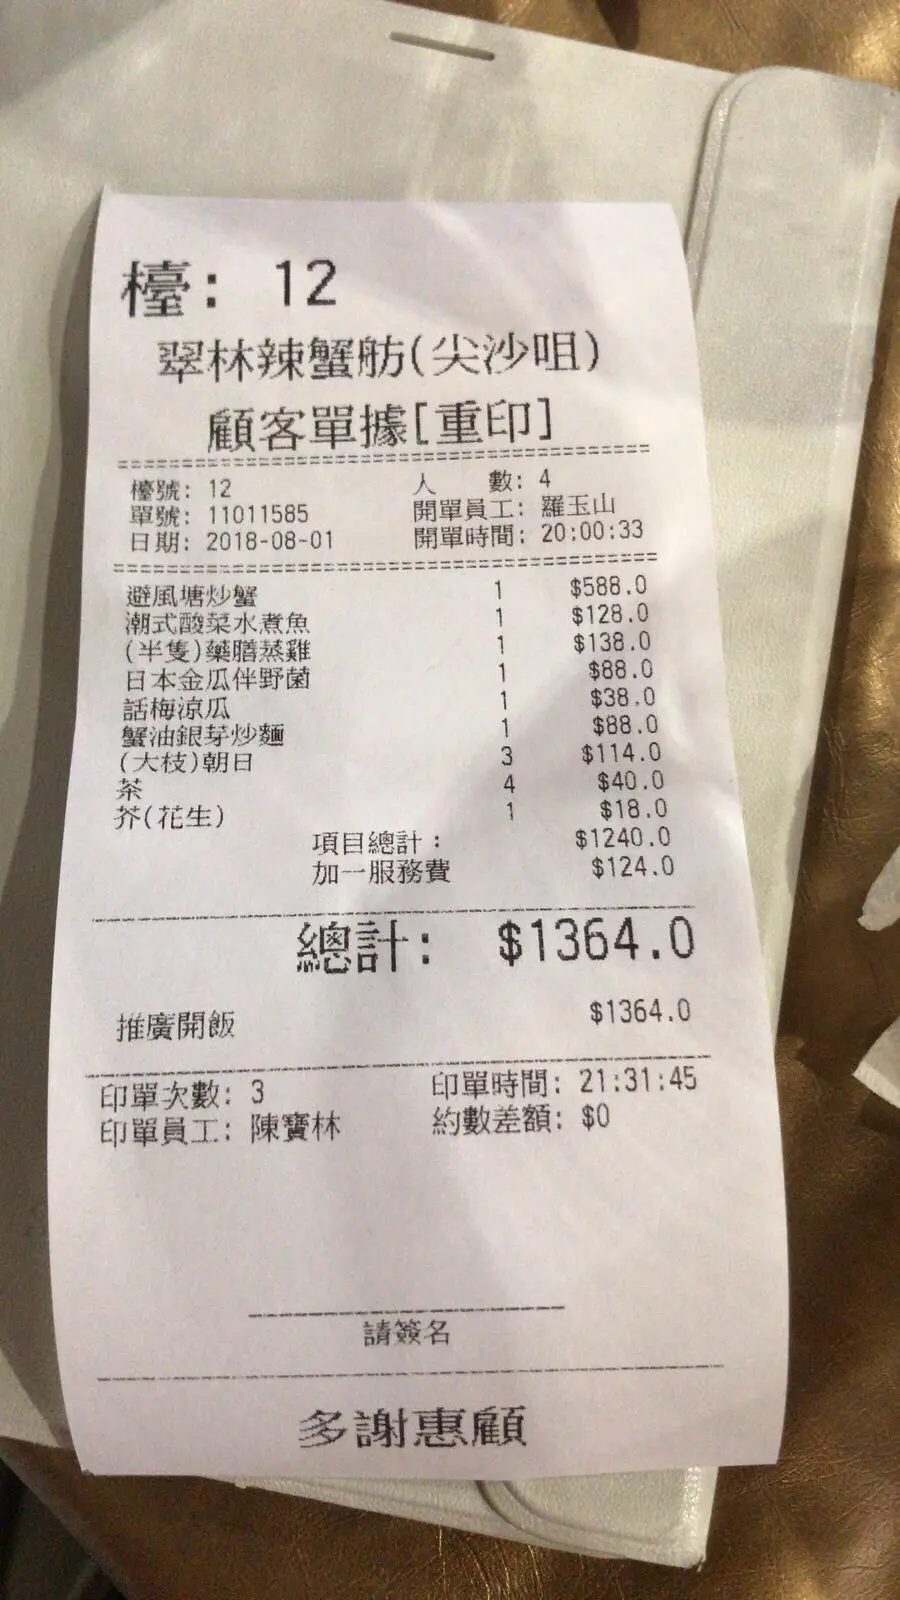 檯: 12
翠林辣蟹舫(尖沙咀)
顧客單據[重印]
檯號: 12 人 數: 4
單號: 11011585 開單員工: 羅玉山
日期: 2018-08-01 開單時間: 20:00:33
避風塘炒蟹 1 $588.0
潮式酸菜水煮魚 1 $128.0
(半隻)藥膳蒸雞 1 $138.0
日本金瓜伴野菌 1 $88.0
話梅涼瓜 1 $38.0
蟹油銀芽炒麵 1 $88.0
(大枝)朝日 3 $114.0
茶 4 $40.0
芥(花生) 1 $18.0
項目總計: $1240.0
加一服務費 $124.0
總計: $1364.0
推廣開飯 $1364.0
印單次數: 3 印單時間: 21:31:45
印單員工: 陳寶林 約數差額: $0
請簽名
多謝惠顧